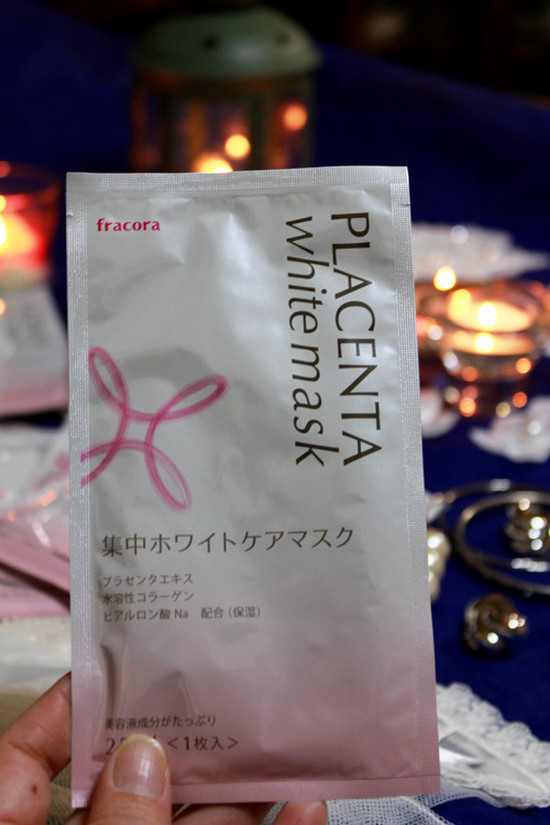 fracora
PLACENTA
white mask
集中ホワイトケアマスク
プラセンタエキス
水溶性コラーゲン
ヒアルロン酸 Na 配合(保湿)
美容液成分がたっぷり
<1枚入>